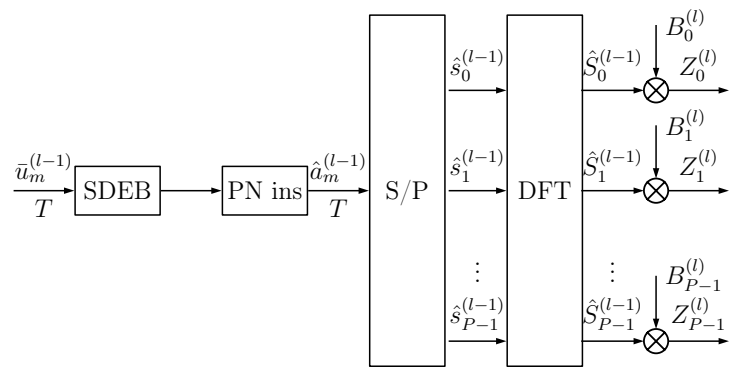 B_0^{(l)}
\hat{s}_0^{(l-1)} \hat{S}_0^{(l-1)} Z_0^{(l)}
B_1^{(l)}
\bar{u}_m^{(l-1)} \hat{a}_m^{(l-1)} \hat{s}_1^{(l-1)} \hat{S}_1^{(l-1)} Z_1^{(l)}
SDEB PN ins S/P DFT
T T
⋮ ⋮
B_{P-1}^{(l)}
\hat{s}_{P-1}^{(l-1)} \hat{S}_{P-1}^{(l-1)} Z_{P-1}^{(l)}